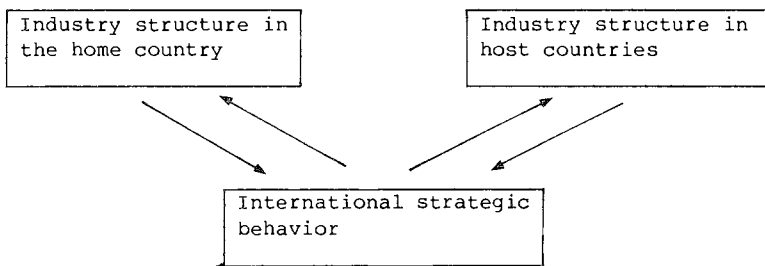 Industry structure in
the home country
Industry structure in
host countries
International strategic
behavior